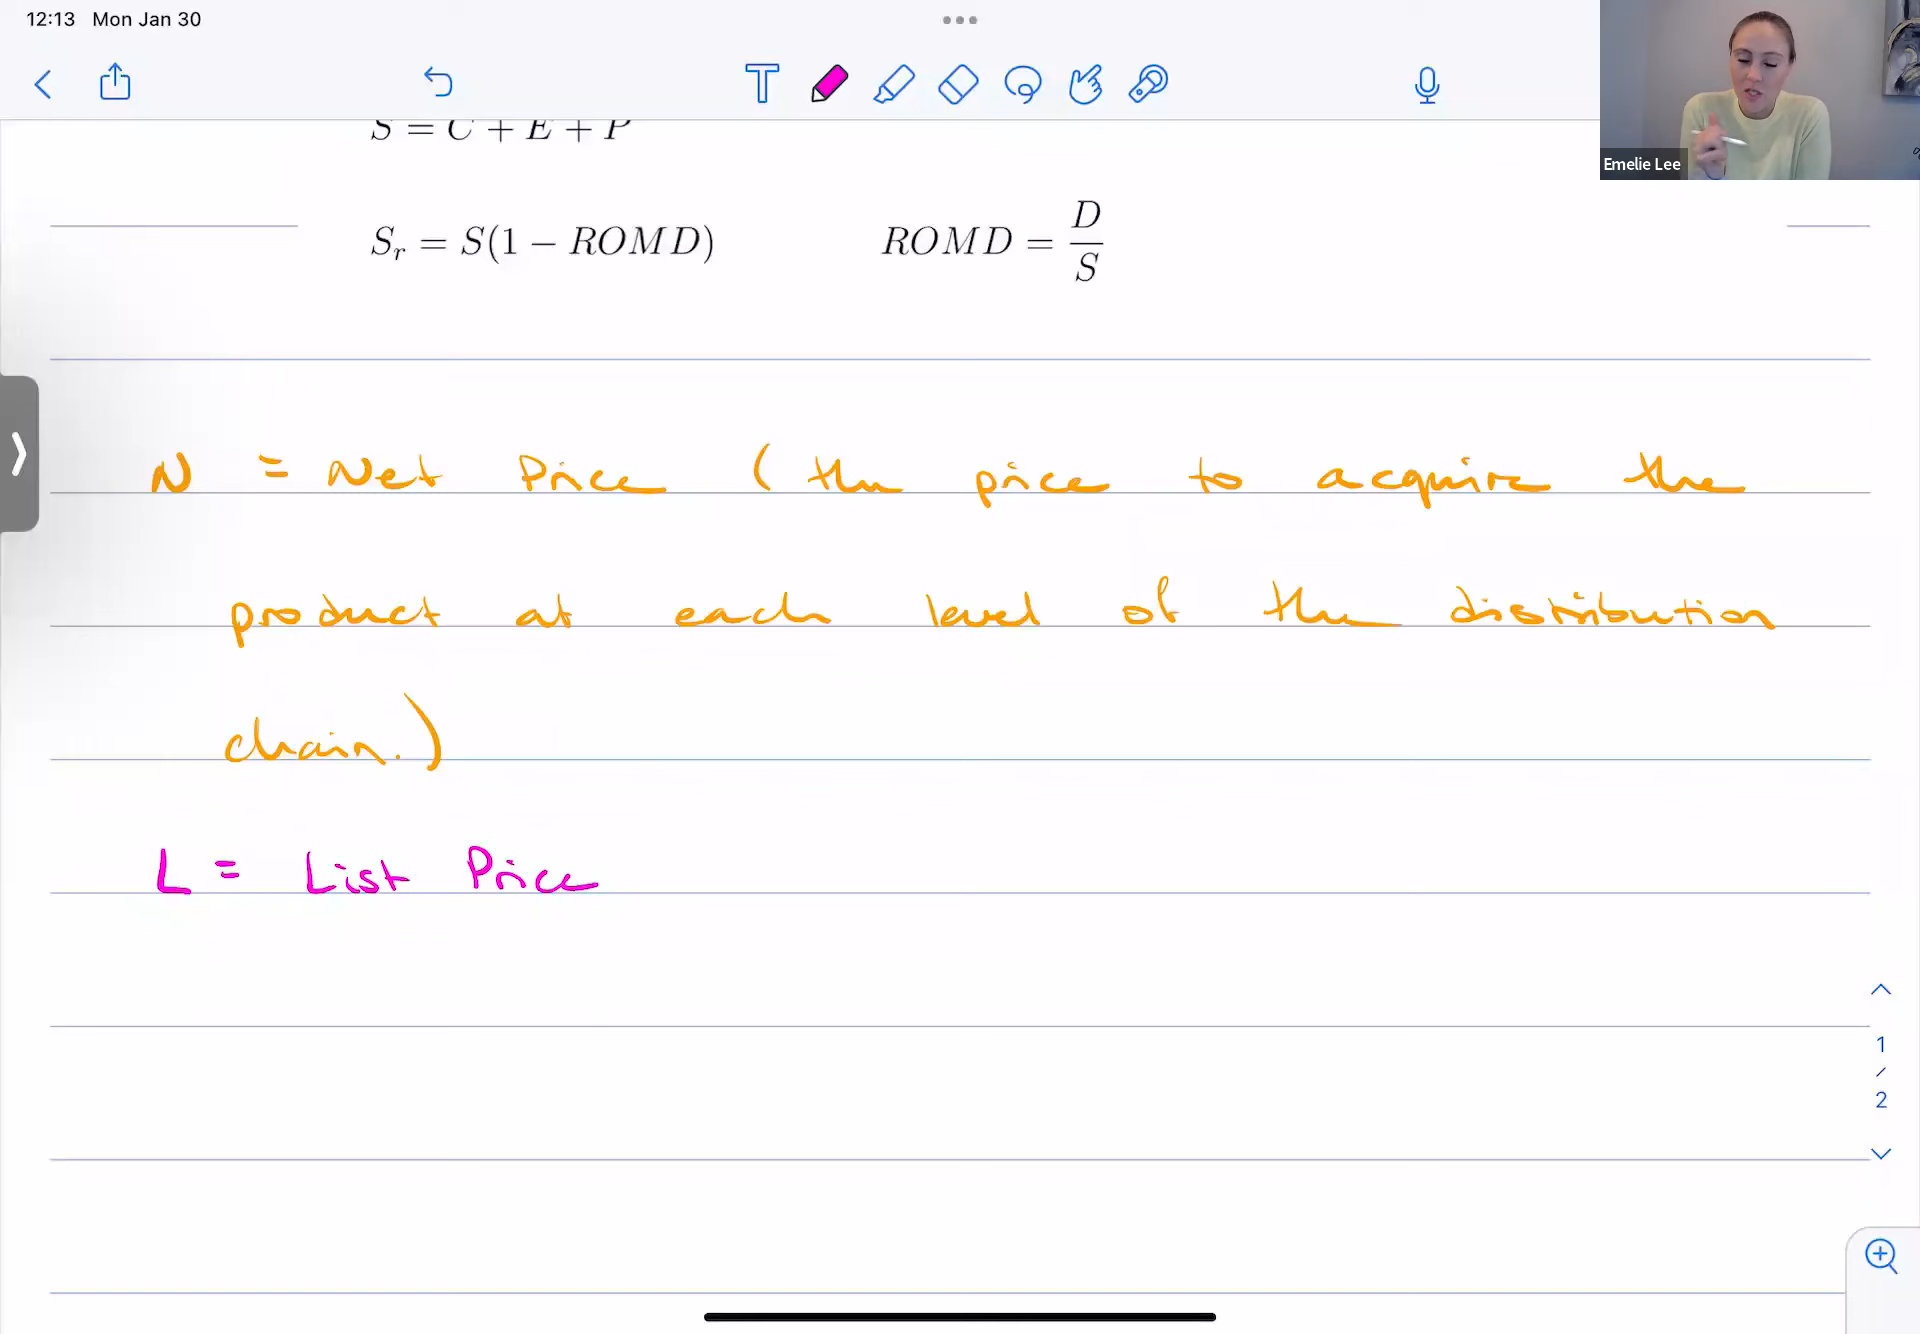 12:13 Mon Jan 30
T
Emelie Lee
S = C + E + P
S_r = S(1 − ROMD) ROMD = D/S
N = Net Price (the price to acquire the
product at each level of the distribution
chain.)
L = List Price
1
/
2